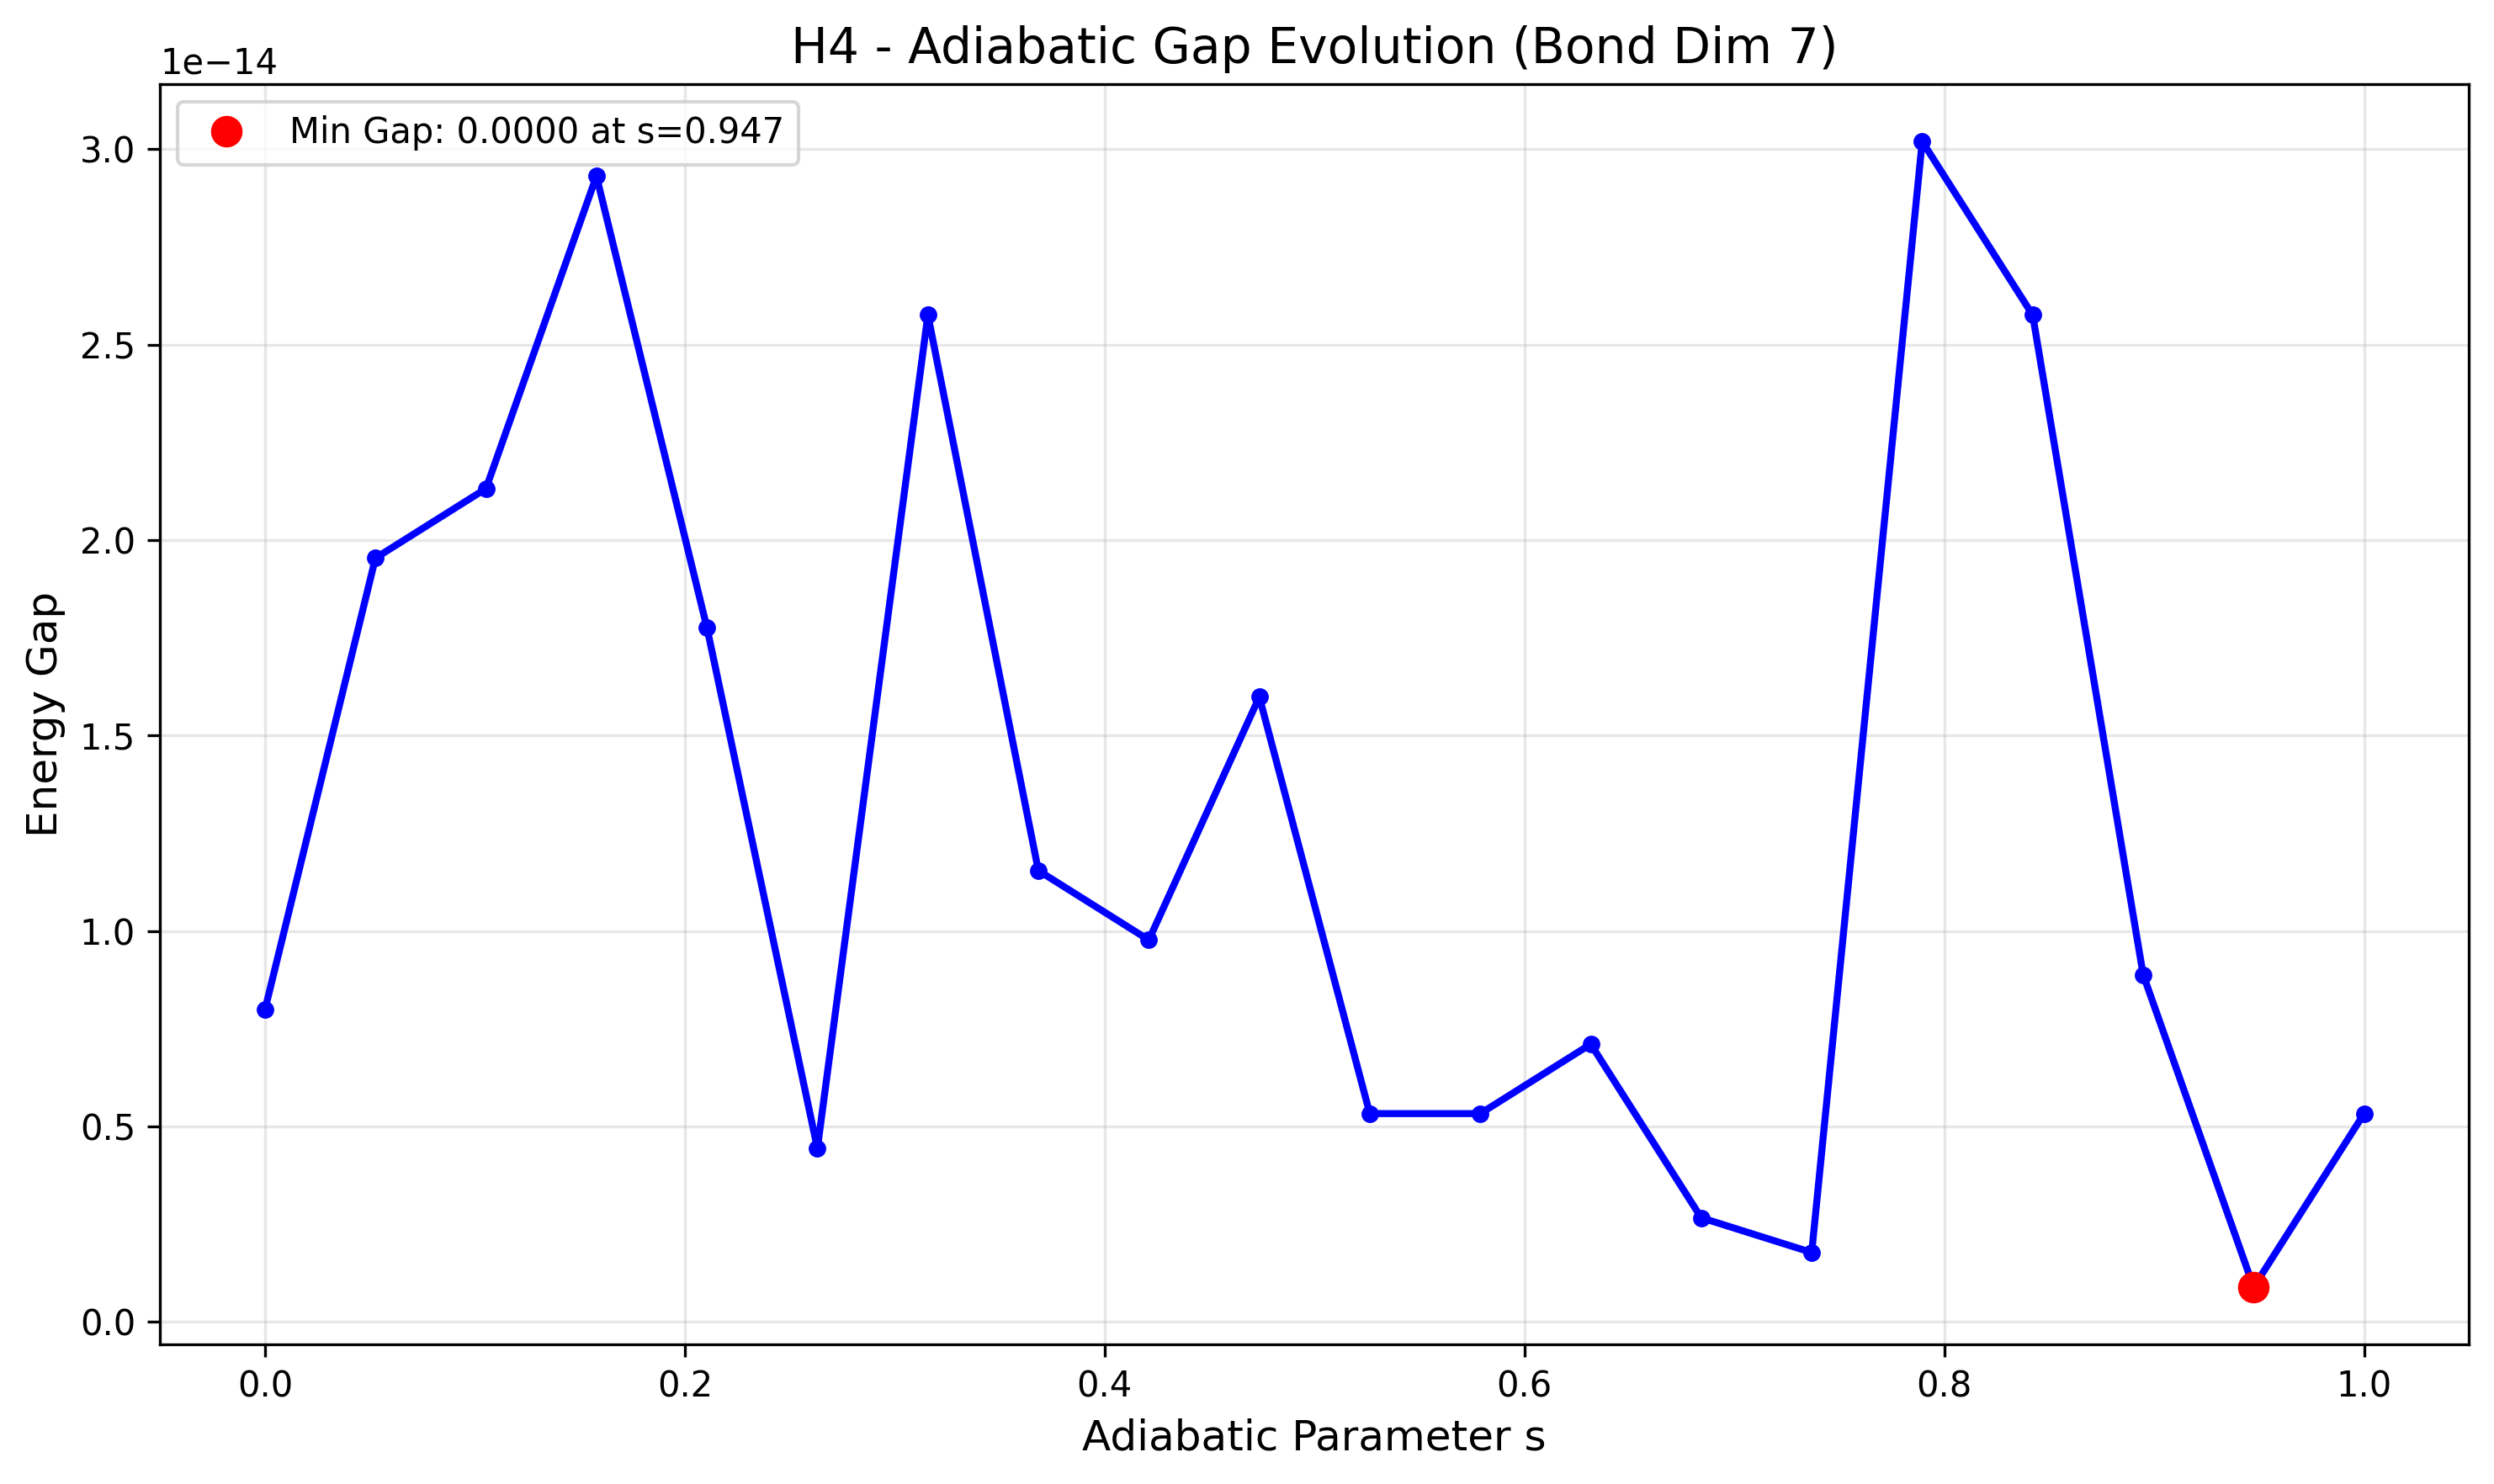 H4 - Adiabatic Gap Evolution (Bond Dim 7)
1e−14
Min Gap: 0.0000 at s=0.947
3.0
2.5
2.0
1.5
1.0
0.5
0.0
Energy Gap
0.0 0.2 0.4 0.6 0.8 1.0
Adiabatic Parameter s